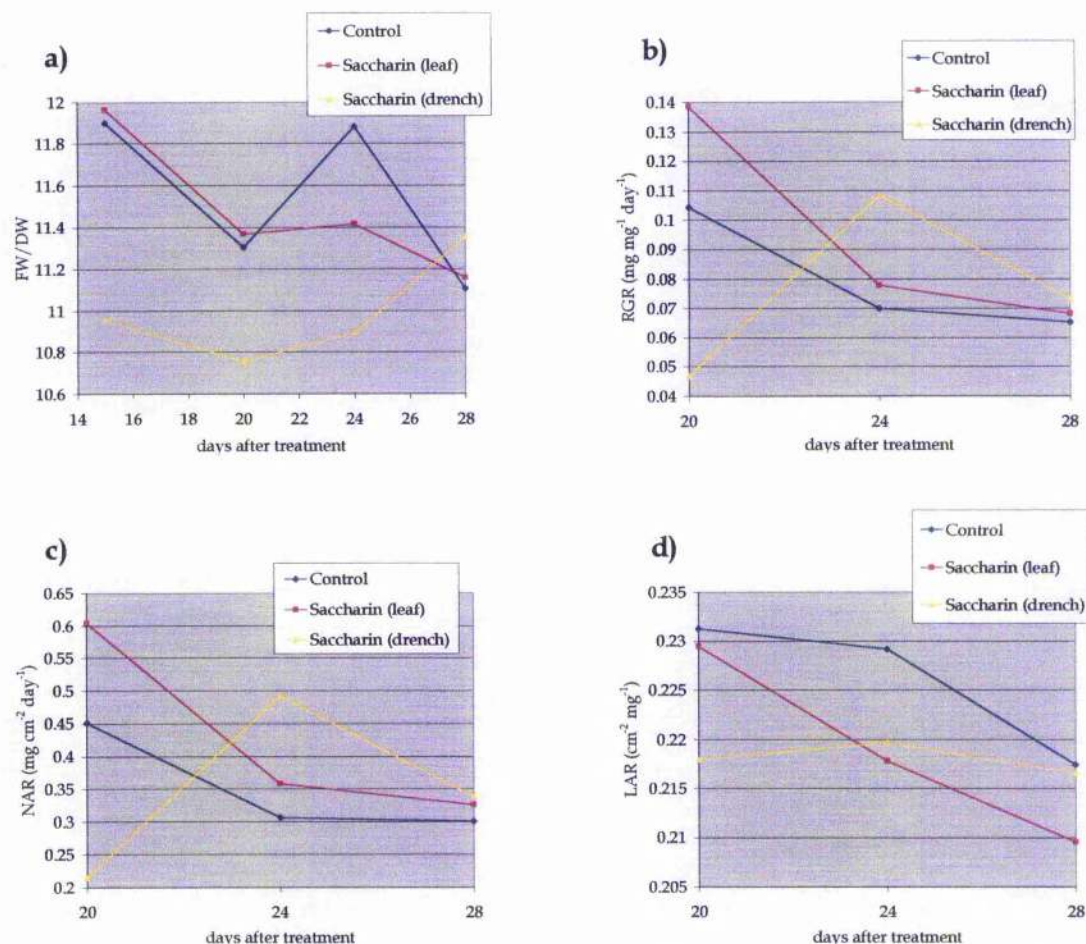 a)
Control
Saccharin (leaf)
Saccharin (drench)
12
11.8
11.6
11.4
11.2
11
10.8
10.6
FW/DW
14 16 18 20 22 24 26 28
days after treatment
b)
Control
Saccharin (leaf)
Saccharin (drench)
0.14
0.13
0.12
0.11
0.1
0.09
0.08
0.07
0.06
0.05
0.04
RGR (mg mg⁻¹ day⁻¹)
20 24 28
days after treatment
c)
Control
Saccharin (leaf)
Saccharin (drench)
0.65
0.6
0.55
0.5
0.45
0.4
0.35
0.3
0.25
0.2
NAR (mg cm⁻² day⁻¹)
20 24 28
days after treatment
d)
Control
Saccharin (leaf)
Saccharin (drench)
0.235
0.23
0.225
0.22
0.215
0.21
0.205
LAR (cm⁻² mg⁻¹)
20 24 28
days after treatment